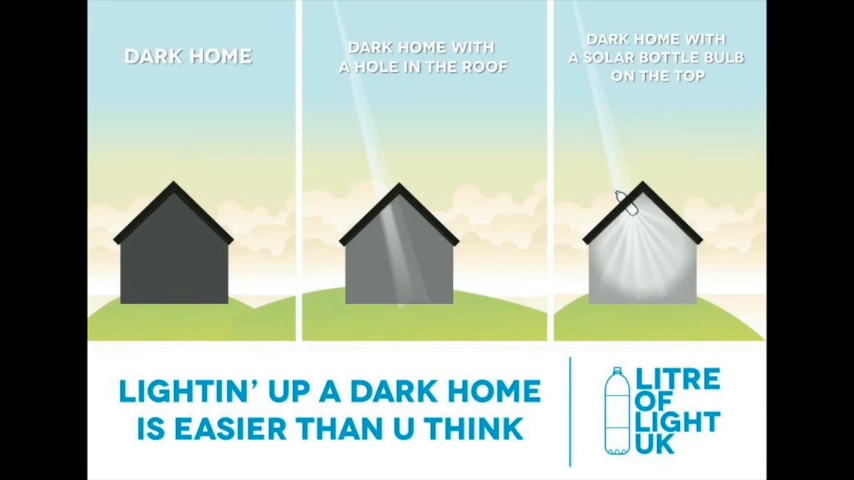 DARK HOME
DARK HOME WITH
A HOLE IN THE ROOF
DARK HOME WITH
A SOLAR BOTTLE BULB
ON THE TOP
LIGHTIN' UP A DARK HOME
IS EASIER THAN U THINK
LITRE
OF
LIGHT
UK